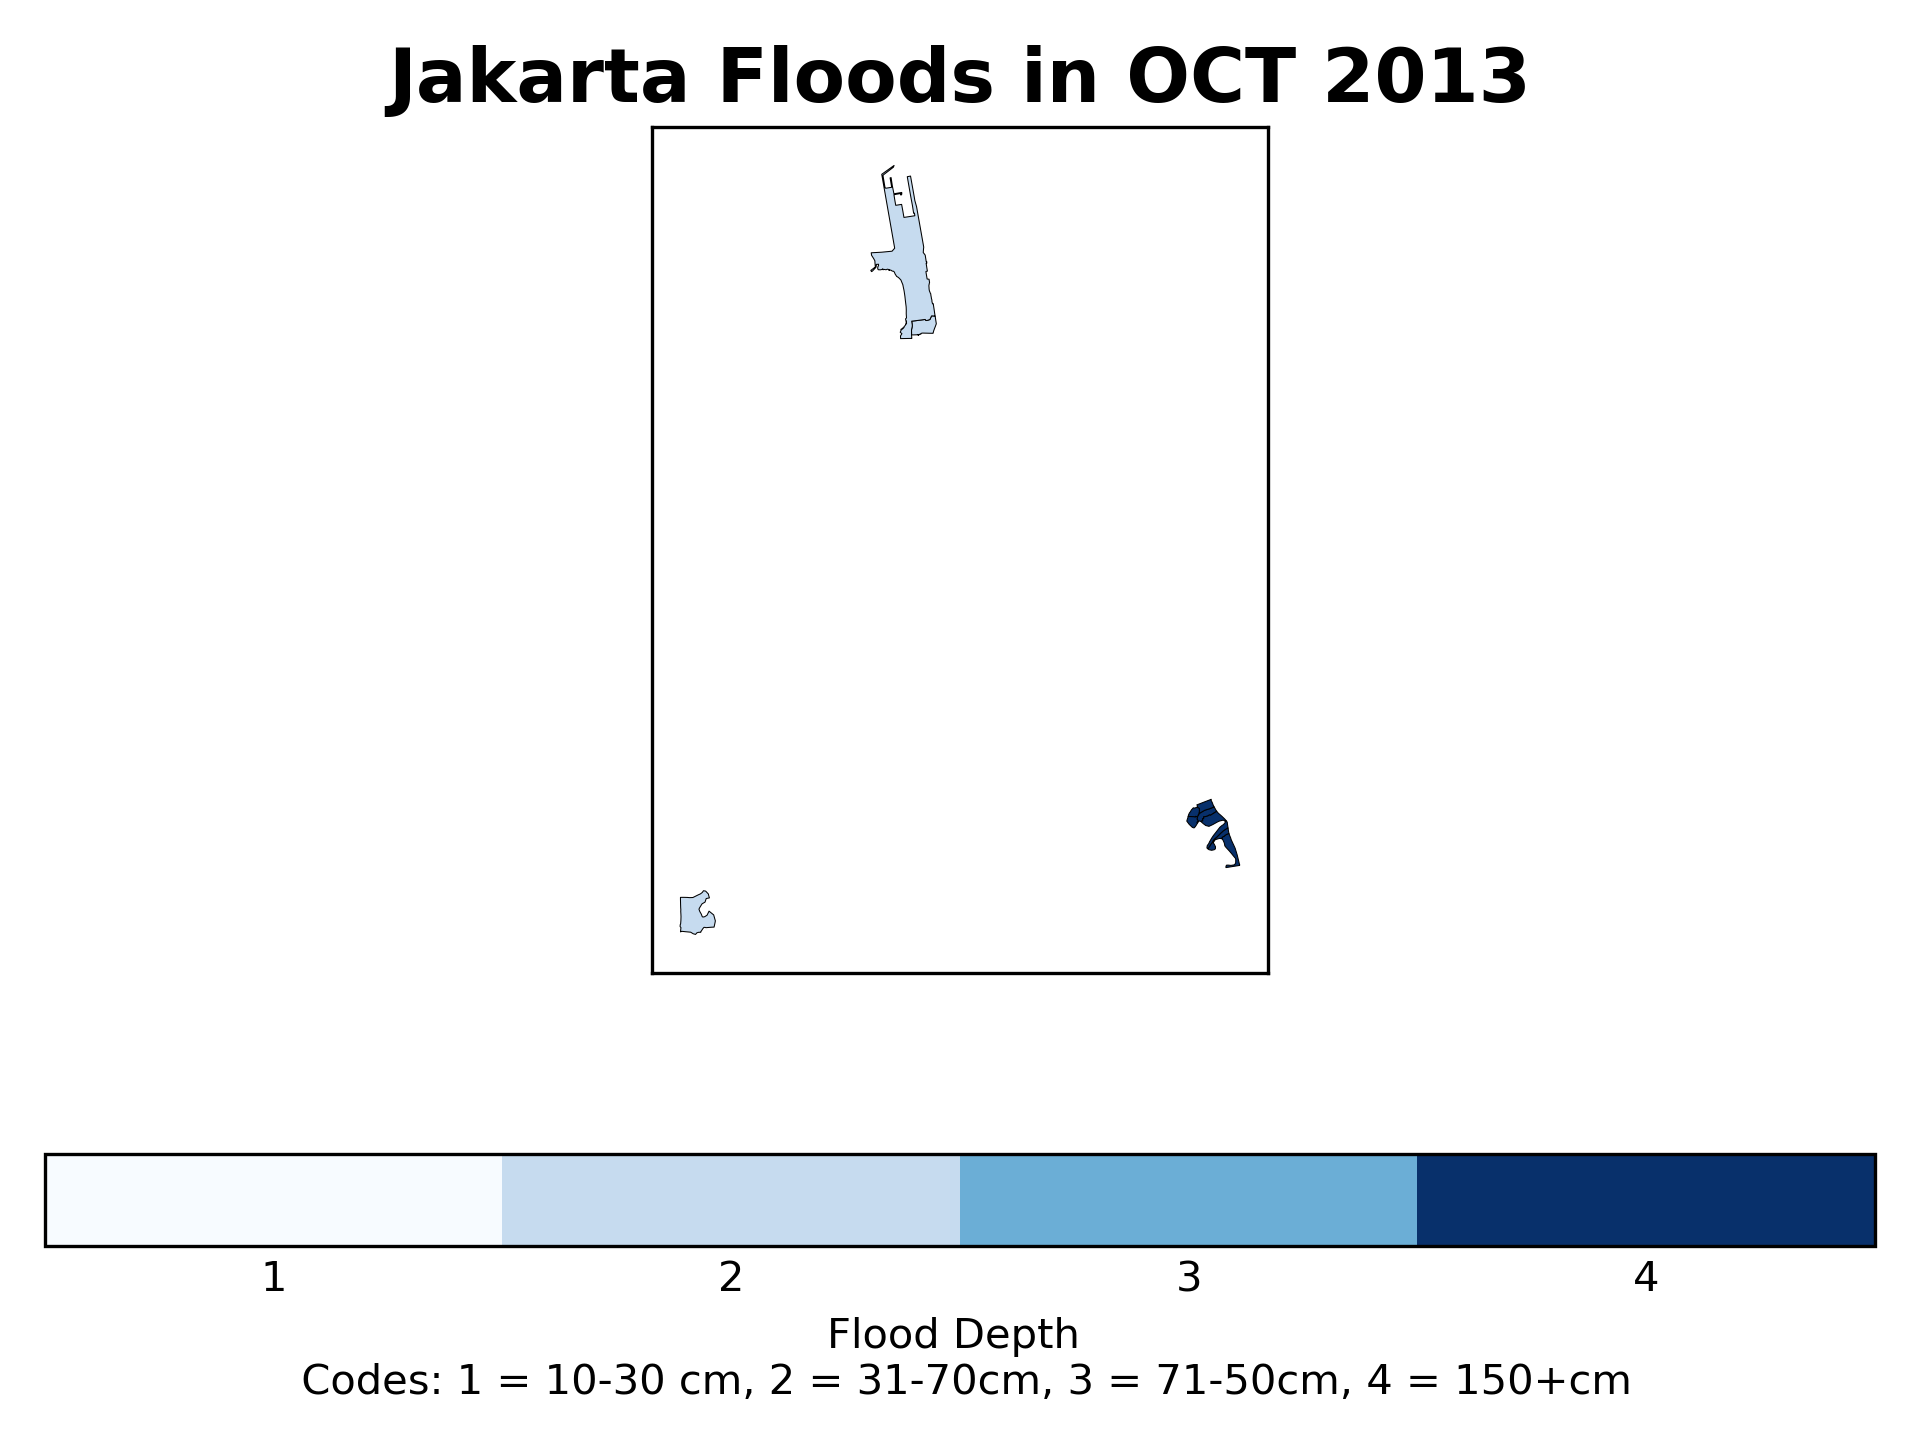 Jakarta Floods in OCT 2013
1 2 3 4
Flood Depth
Codes: 1 = 10-30 cm, 2 = 31-70cm, 3 = 71-50cm, 4 = 150+cm